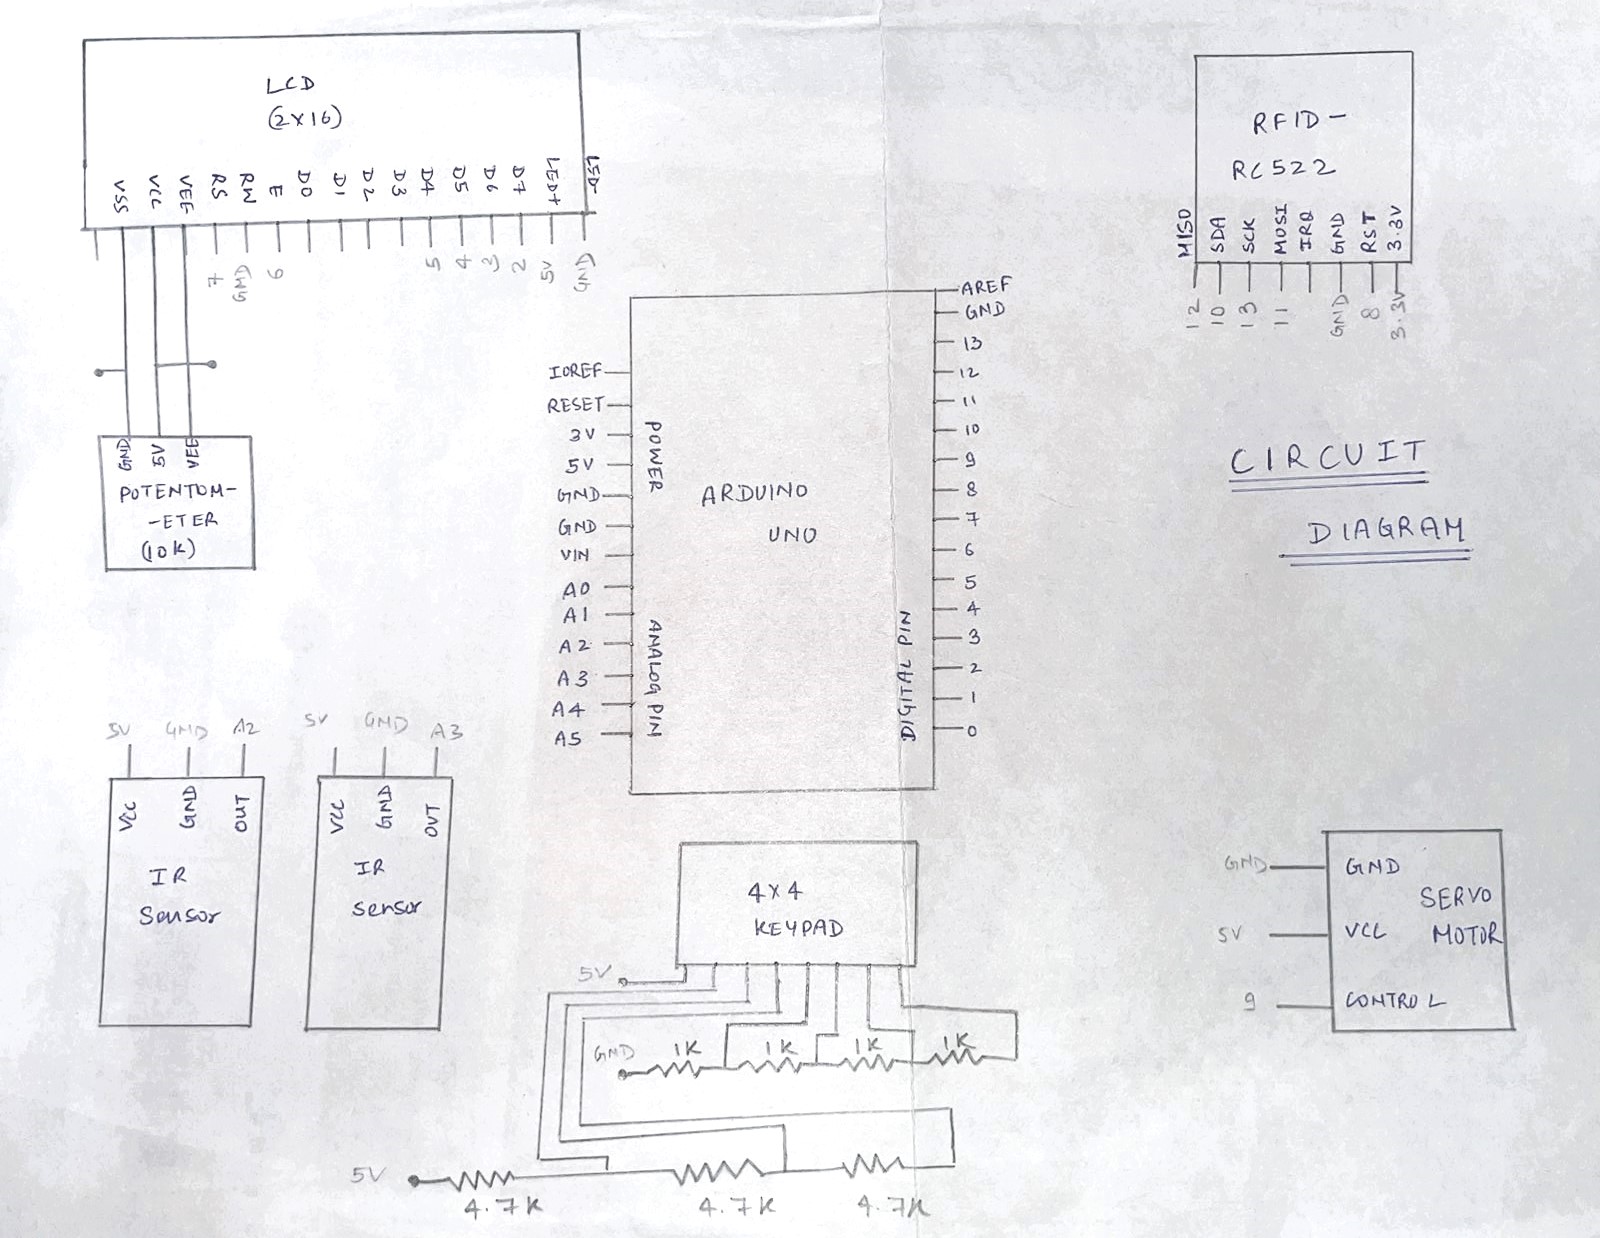 LCD
(2X16)
VSS VCC VEE RS RW E D0 D1 D2 D3 D4 D5 D6 D7 LED+ LED-
7 GND 6 5 4 3 2 5V GND
GND 5V VEE
POTENTOM-
-ETER
(10K)
RFID-
RC522
MISO SDA SCK MOSI IRQ GND RST 3.3V
12 10 13 11 GND 8 3.3V
CIRCUIT
DIAGRAM
IOREF
RESET
3V
5V
GND
GND
VIN
A0
A1
A2
A3
A4
A5
POWER
ANALOG PIN
ARDUINO
UNO
DIGITAL PIN
AREF
GND
13
12
11
10
9
8
7
6
5
4
3
2
1
0
5V GND A2
VCC GND OUT
IR
Sensor
5V GND A3
VCC GND OUT
IR
Sensor
4X4
KEYPAD
5V
GND 1K 1K 1K 1K
5V
4.7K 4.7K 4.7K
GND GND
SERVO
5V VCC MOTOR
9 CONTROL